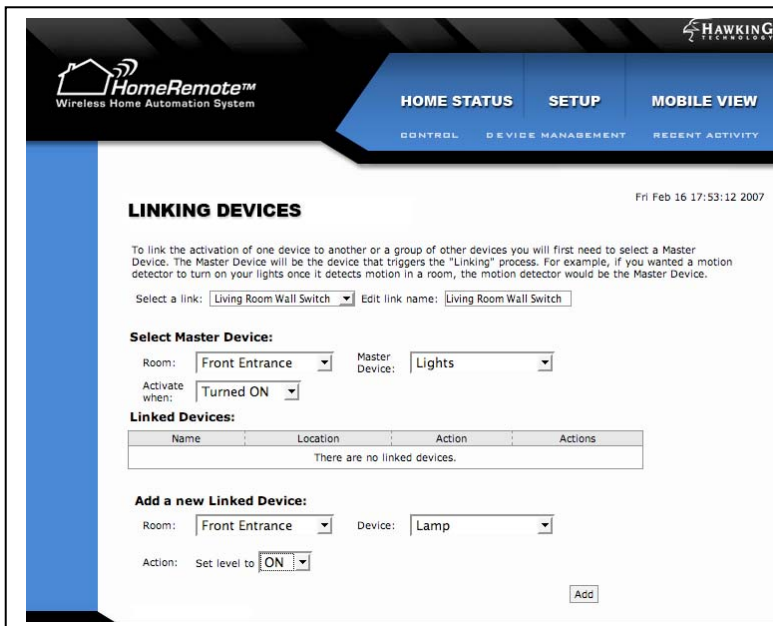 HAWKING
TECHNOLOGY
HomeRemote™
Wireless Home Automation System
HOME STATUS SETUP MOBILE VIEW
CONTROL DEVICE MANAGEMENT RECENT ACTIVITY
Fri Feb 16 17:53:12 2007
LINKING DEVICES
To link the activation of one device to another or a group of other devices you will first need to select a Master
Device. The Master Device will be the device that triggers the "Linking" process. For example, if you wanted a motion
detector to turn on your lights once it detects motion in a room, the motion detector would be the Master Device.
Select a link: Living Room Wall Switch Edit link name: Living Room Wall Switch
Select Master Device:
Room: Front Entrance Master Device: Lights
Activate when: Turned ON
Linked Devices:
Name Location Action Actions
There are no linked devices.
Add a new Linked Device:
Room: Front Entrance Device: Lamp
Action: Set level to ON
Add